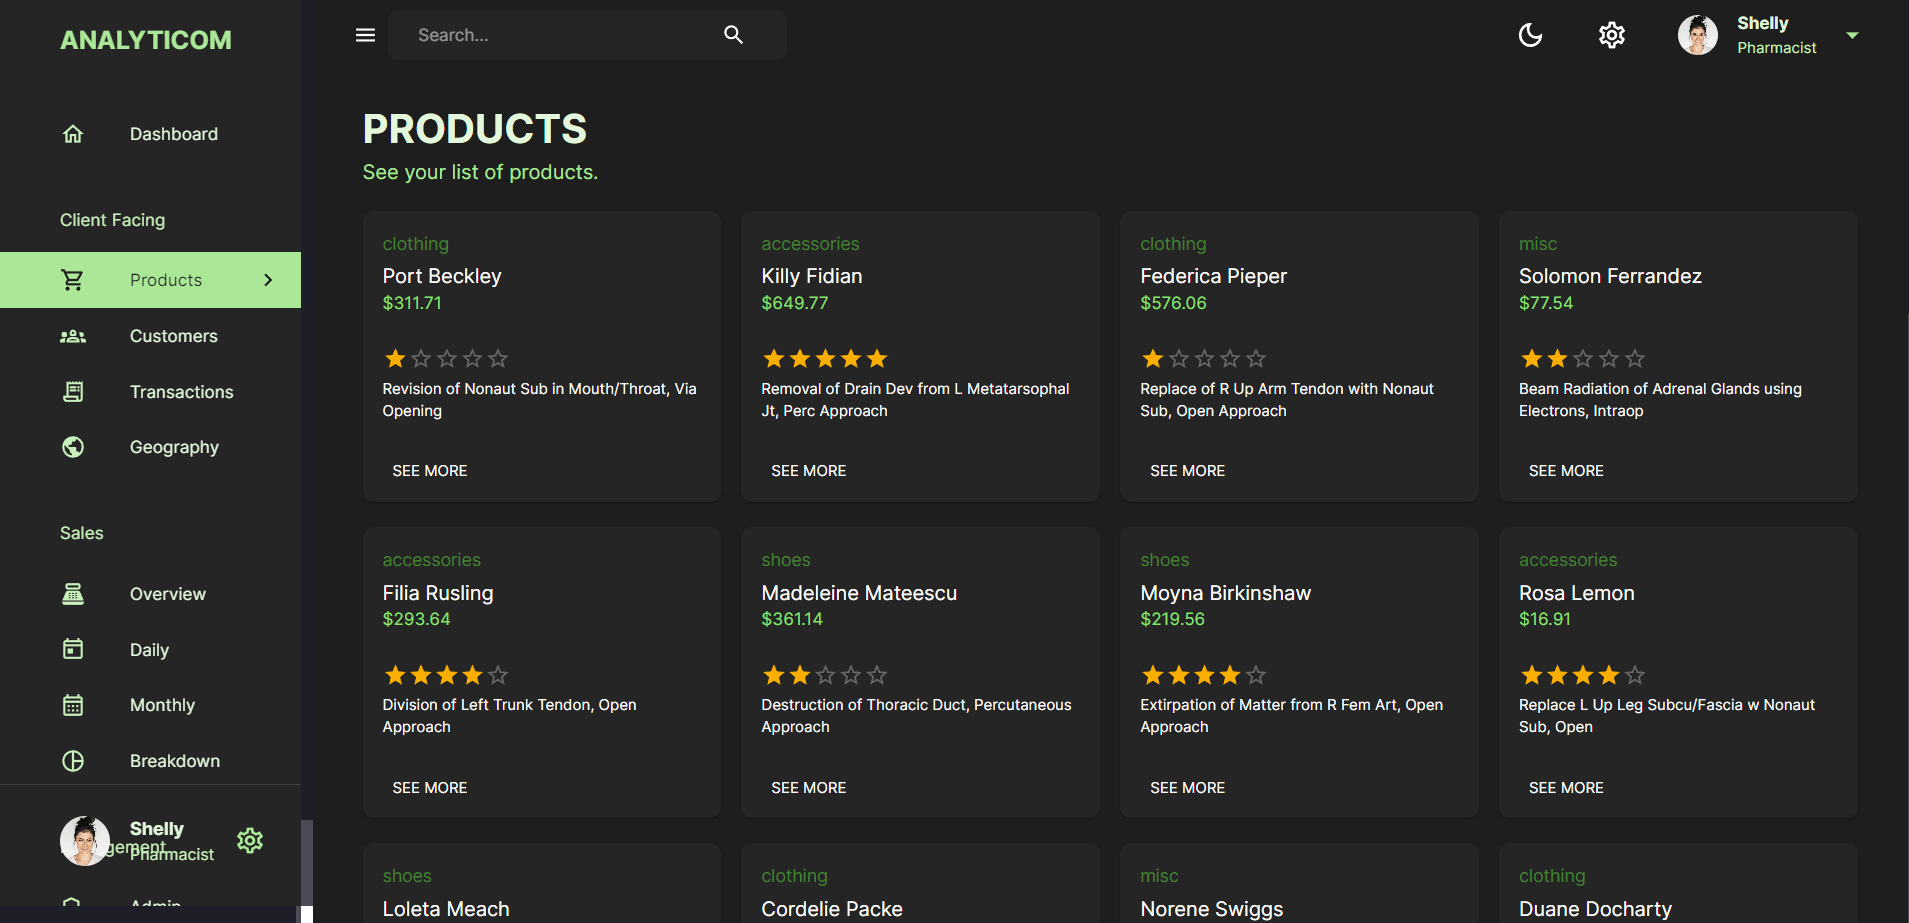 ANALYTICOM
Dashboard
Client Facing
Products
Customers
Transactions
Geography
Sales
Overview
Daily
Monthly
Breakdown
Shelly
Pharmacist
Admin
Search...
Shelly
Pharmacist
PRODUCTS
See your list of products.
clothing
Port Beckley
$311.71
Revision of Nonaut Sub in Mouth/Throat, Via
Opening
SEE MORE
accessories
Killy Fidian
$649.77
Removal of Drain Dev from L Metatarsophal
Jt, Perc Approach
SEE MORE
clothing
Federica Pieper
$576.06
Replace of R Up Arm Tendon with Nonaut
Sub, Open Approach
SEE MORE
misc
Solomon Ferrandez
$77.54
Beam Radiation of Adrenal Glands using
Electrons, Intraop
SEE MORE
accessories
Filia Rusling
$293.64
Division of Left Trunk Tendon, Open
Approach
SEE MORE
shoes
Madeleine Mateescu
$361.14
Destruction of Thoracic Duct, Percutaneous
Approach
SEE MORE
shoes
Moyna Birkinshaw
$219.56
Extirpation of Matter from R Fem Art, Open
Approach
SEE MORE
accessories
Rosa Lemon
$16.91
Replace L Up Leg Subcu/Fascia w Nonaut
Sub, Open
SEE MORE
shoes
Loleta Meach
clothing
Cordelie Packe
misc
Norene Swiggs
clothing
Duane Docharty